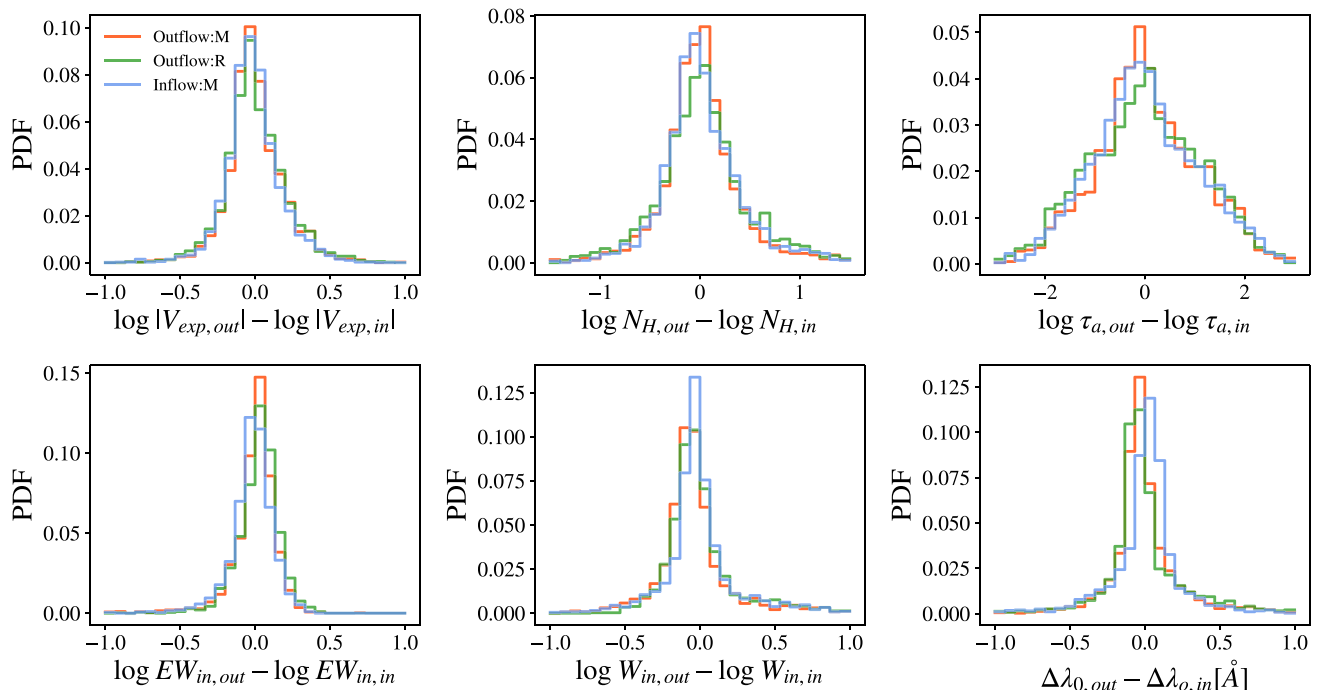 0.10
0.08
0.06
0.04
0.02
0.00
PDF
Outflow:M
Outflow:R
Inflow:M
−1.0 −0.5 0.0 0.5 1.0
log |V_{exp, out}| − log |V_{exp, in}|
0.08
0.06
0.04
0.02
0.00
PDF
−1 0 1
log N_{H, out} − log N_{H, in}
0.05
0.04
0.03
0.02
0.01
0.00
PDF
−2 0 2
log τ_{a, out} − log τ_{a, in}
0.15
0.10
0.05
0.00
PDF
−1.0 −0.5 0.0 0.5 1.0
log EW_{in, out} − log EW_{in, in}
0.125
0.100
0.075
0.050
0.025
0.000
PDF
−1.0 −0.5 0.0 0.5 1.0
log W_{in, out} − log W_{in, in}
0.125
0.100
0.075
0.050
0.025
0.000
PDF
−1.0 −0.5 0.0 0.5 1.0
Δλ_{0, out} − Δλ_{o, in}[Å]